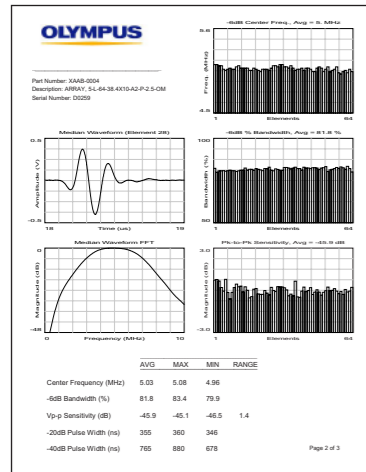 OLYMPUS
Part Number: XAAB-0004
Description: ARRAY, 5-L-64-38.4X10-A2-P-2.5-OM
Serial Number: D0259
-6dB Center Freq., Avg = 5. MHz
5.6
Freq. (MHz)
4.5
1 Elements 64
Median Waveform (Element 28)
0.5
Amplitude (V)
-0.5
18 Time (us) 19
-6dB % Bandwidth, Avg = 81.8 %
100
Bandwidth (%)
60
1 Elements 64
Median Waveform FFT
0
Magnitude (dB)
-48
0 Frequency (MHz) 10
Pk-to-Pk Sensitivity, Avg = -45.9 dB
3.0
Magnitude (dB)
-3.0
1 Elements 64
AVG MAX MIN RANGE
Center Frequency (MHz) 5.03 5.08 4.96
-6dB Bandwidth (%) 81.8 83.4 79.9
Vp-p Sensitivity (dB) -45.9 -45.1 -46.5 1.4
-20dB Pulse Width (ns) 355 360 346
-40dB Pulse Width (ns) 765 880 678
Page 2 of 3